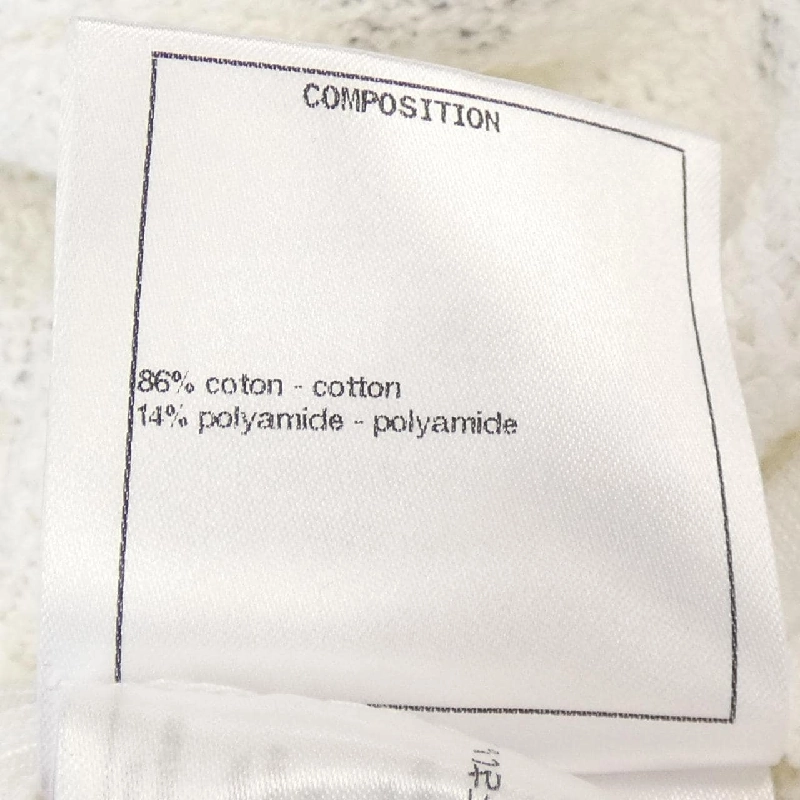 COMPOSITION
86% coton - cotton
14% polyamide - polyamide